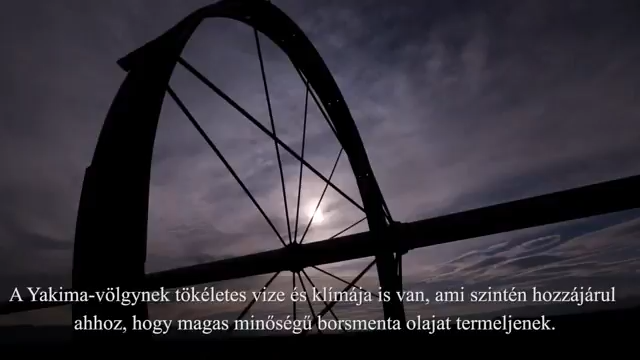 A Yakima-völgynek tökéletes vize és klímája is van, ami szintén hozzájárul
ahhoz, hogy magas minőségű borsmenta olajat termeljenek.